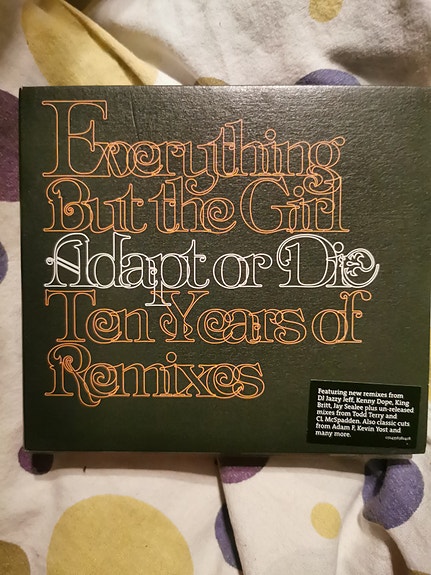 Everything
But the Girl
Adapt or Die
Ten Years of
Remixes
Featuring new remixes from
DJ Jazzy Jeff, Kenny Dope, King
Britt, Jay Sealee plus un-released
mixes from Todd Terry and
CL McSpadden. Also classic cuts
from Adam F, Kevin Yost and
many more.